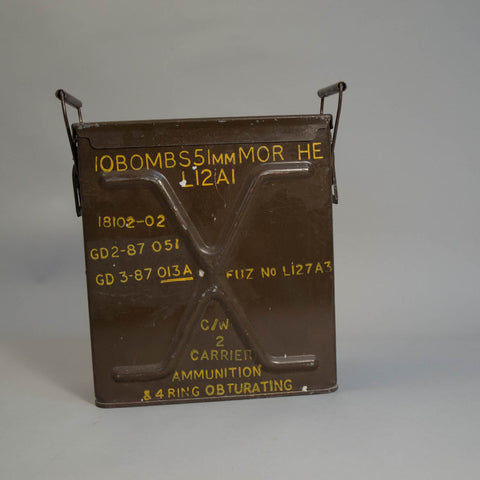 10BOMBS51MM MOR HE
L12A1
18102-02
GD2-87 051
GD 3-87 013A FUZ No L127A3
C/W
2
CARRIER
AMMUNITION
& 4 RING OBTURATING